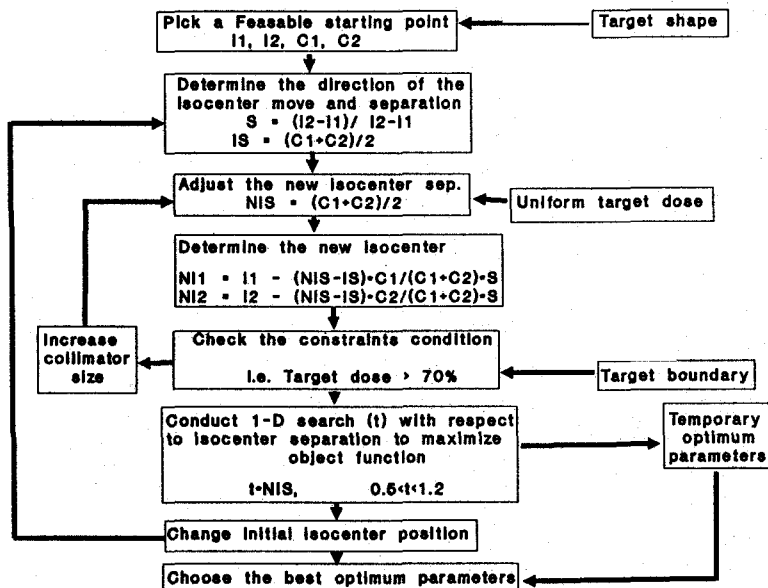 Pick a Feasable starting point
I1, I2, C1, C2
Target shape
Determine the direction of the
isocenter move and separation
S = (I2-I1)/ I2-I1
IS = (C1+C2)/2
Adjust the new isocenter sep.
NIS = (C1+C2)/2
Uniform target dose
Determine the new isocenter
NI1 = I1 - (NIS-IS)*C1/(C1+C2)*S
NI2 = I2 - (NIS-IS)*C2/(C1+C2)*S
Increase
collimator
size
Check the constraints condition
i.e. Target dose > 70%
Target boundary
Conduct 1-D search (t) with respect
to isocenter separation to maximize
object function
t*NIS, 0.5<t<1.2
Temporary
optimum
parameters
Change initial isocenter position
Choose the best optimum parameters